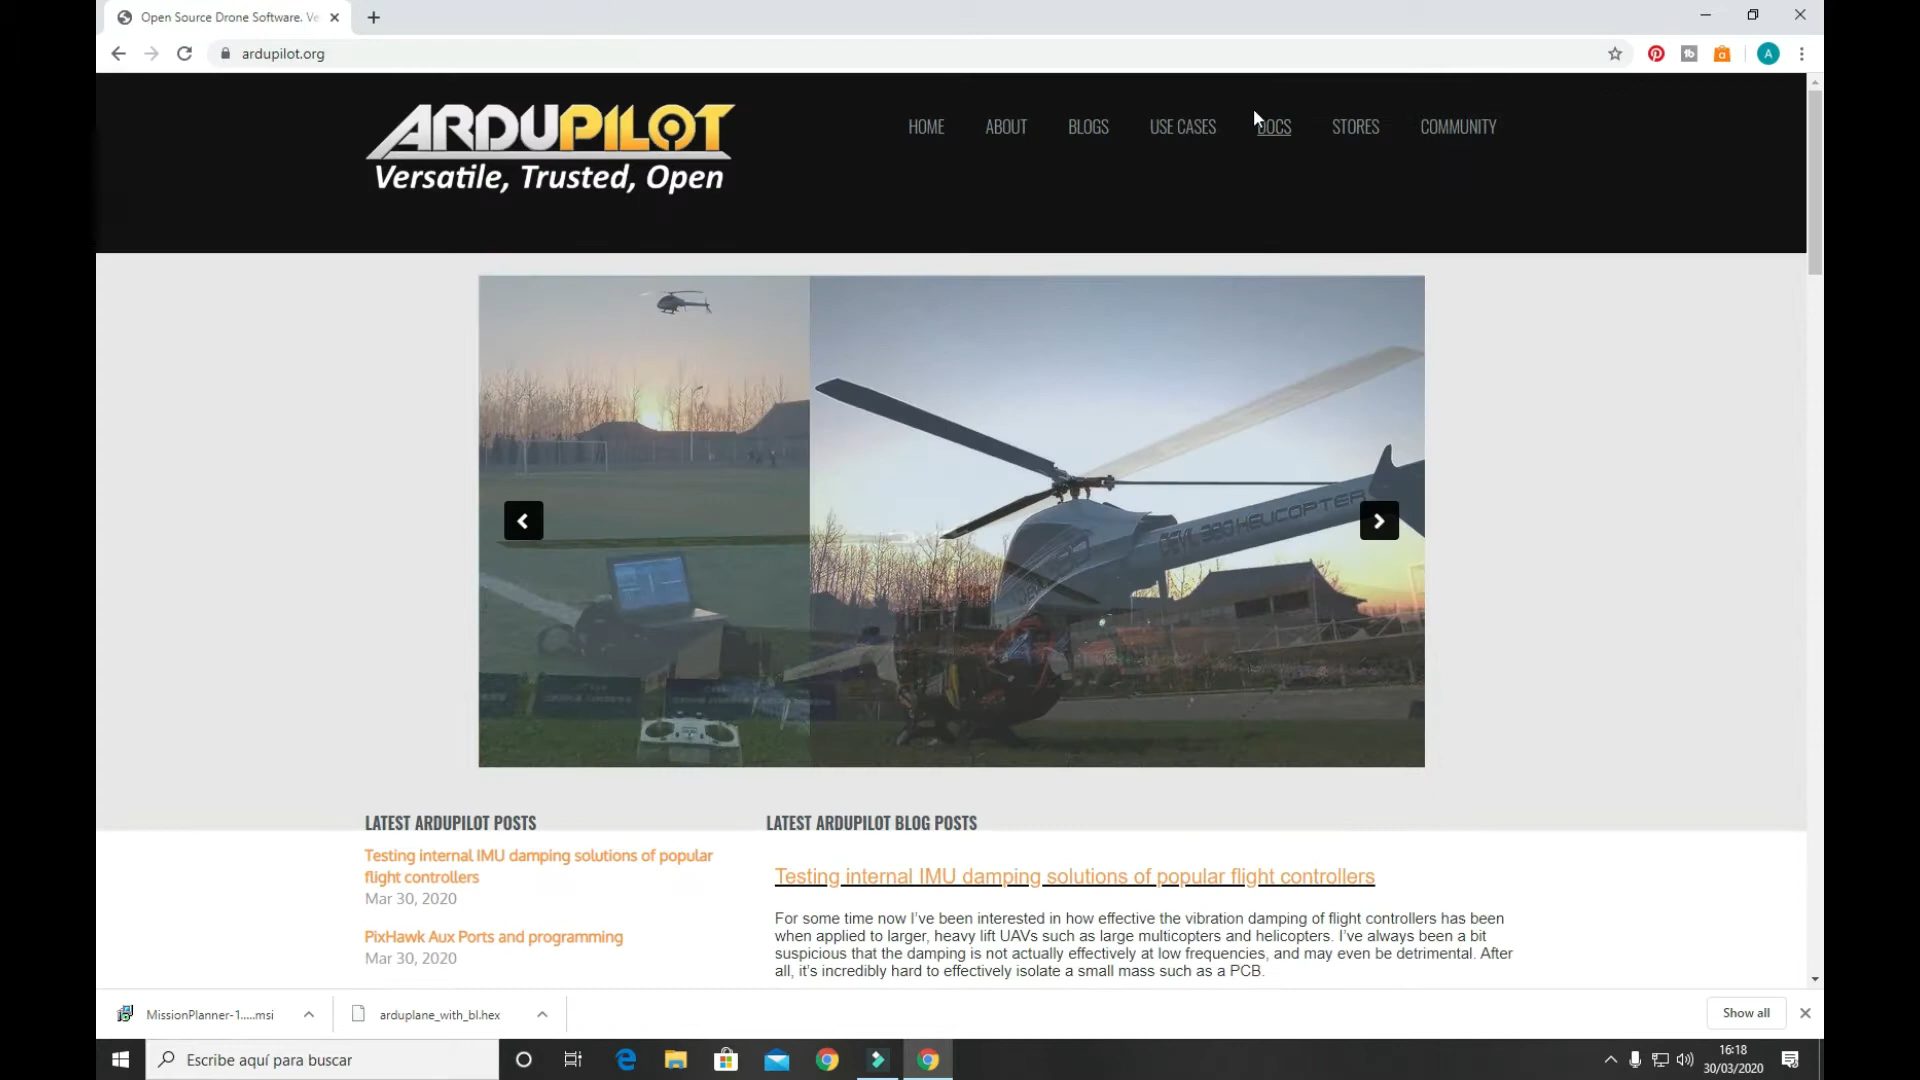 Open Source Drone Software. Ve
ardupilot.org
A
ARDUPILOT
Versatile, Trusted, Open
HOME
ABOUT
BLOGS
USE CASES
DOCS
STORES
COMMUNITY
HELICOPTER
LATEST ARDUPILOT POSTS
Testing internal IMU damping solutions of popular
flight controllers
Mar 30, 2020
PixHawk Aux Ports and programming
Mar 30, 2020
LATEST ARDUPILOT BLOG POSTS
Testing internal IMU damping solutions of popular flight controllers
For some time now I've been interested in how effective the vibration damping of flight controllers has been
when applied to larger, heavy lift UAVs such as large multicopters and helicopters. I've always been a bit
suspicious that the damping is not actually effectively at low frequencies, and may even be detrimental. After
all, it's incredibly hard to effectively isolate a small mass such as a PCB.
MissionPlanner-1.....msi
arduplane_with_bl.hex
Show all
Escribe aquí para buscar
16:18
30/03/2020